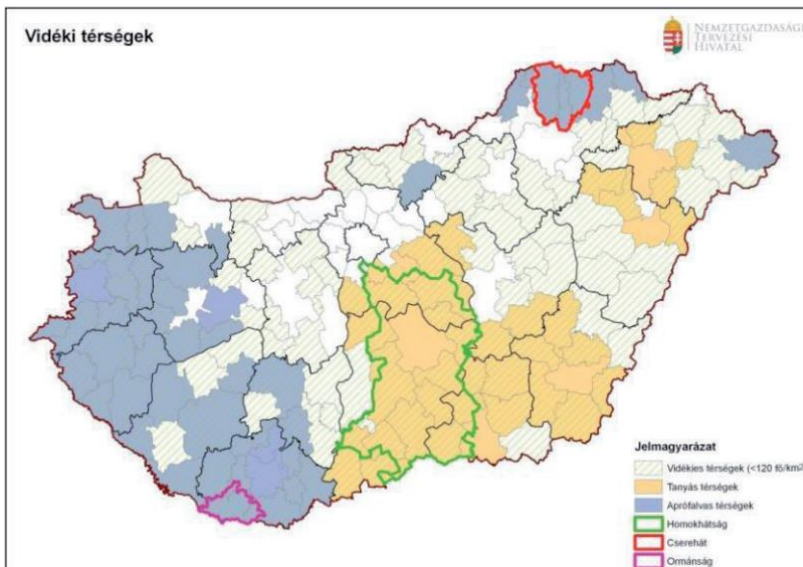 Vidéki térségek
NEMZETGAZDASÁGI
TERVEZÉSI
HIVATAL
Jelmagyarázat
Vidékies térségek (<120 fő/km2
Tanyás térségek
Aprófalvas térségek
Homokhátság
Cserehát
Ormánság